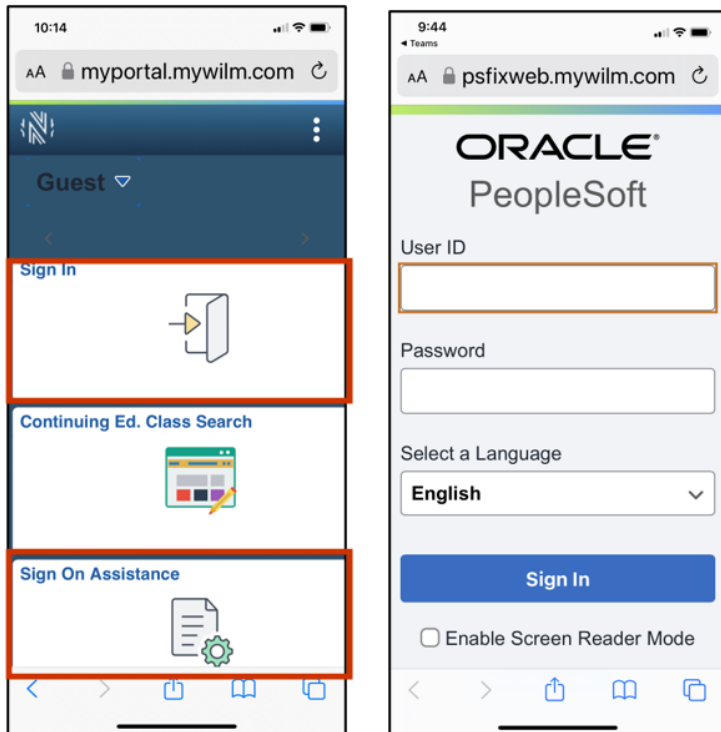 10:14
AA myportal.mywilm.com
N
Guest
Sign In
Continuing Ed. Class Search
Sign On Assistance
9:44
Teams
AA psfixweb.mywilm.com
ORACLE®
PeopleSoft
User ID
Password
Select a Language
English
Sign In
Enable Screen Reader Mode